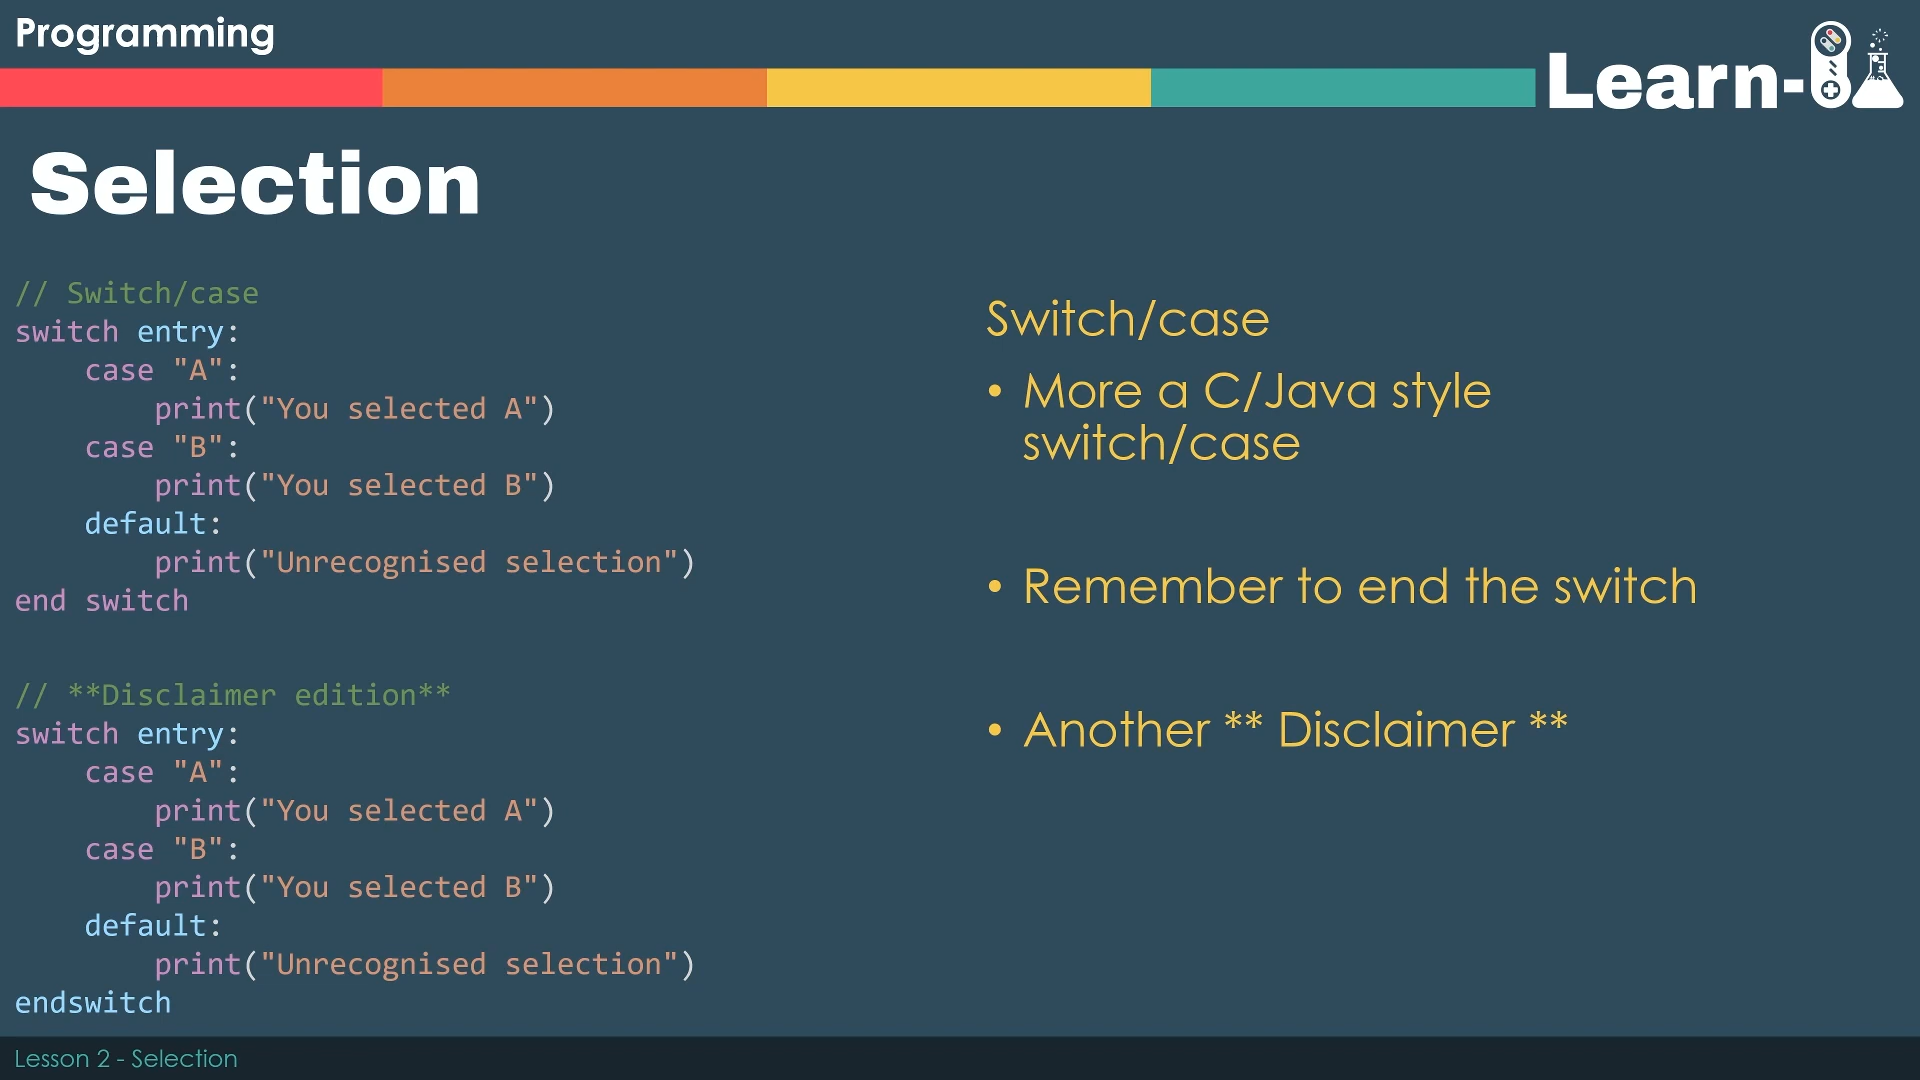 Programming
Learn-
Selection
// Switch/case
switch entry:
    case "A":
        print("You selected A")
    case "B":
        print("You selected B")
    default:
        print("Unrecognised selection")
end switch
// **Disclaimer edition**
switch entry:
    case "A":
        print("You selected A")
    case "B":
        print("You selected B")
    default:
        print("Unrecognised selection")
endswitch
Switch/case
• More a C/Java style
switch/case
• Remember to end the switch
• Another ** Disclaimer **
Lesson 2 - Selection